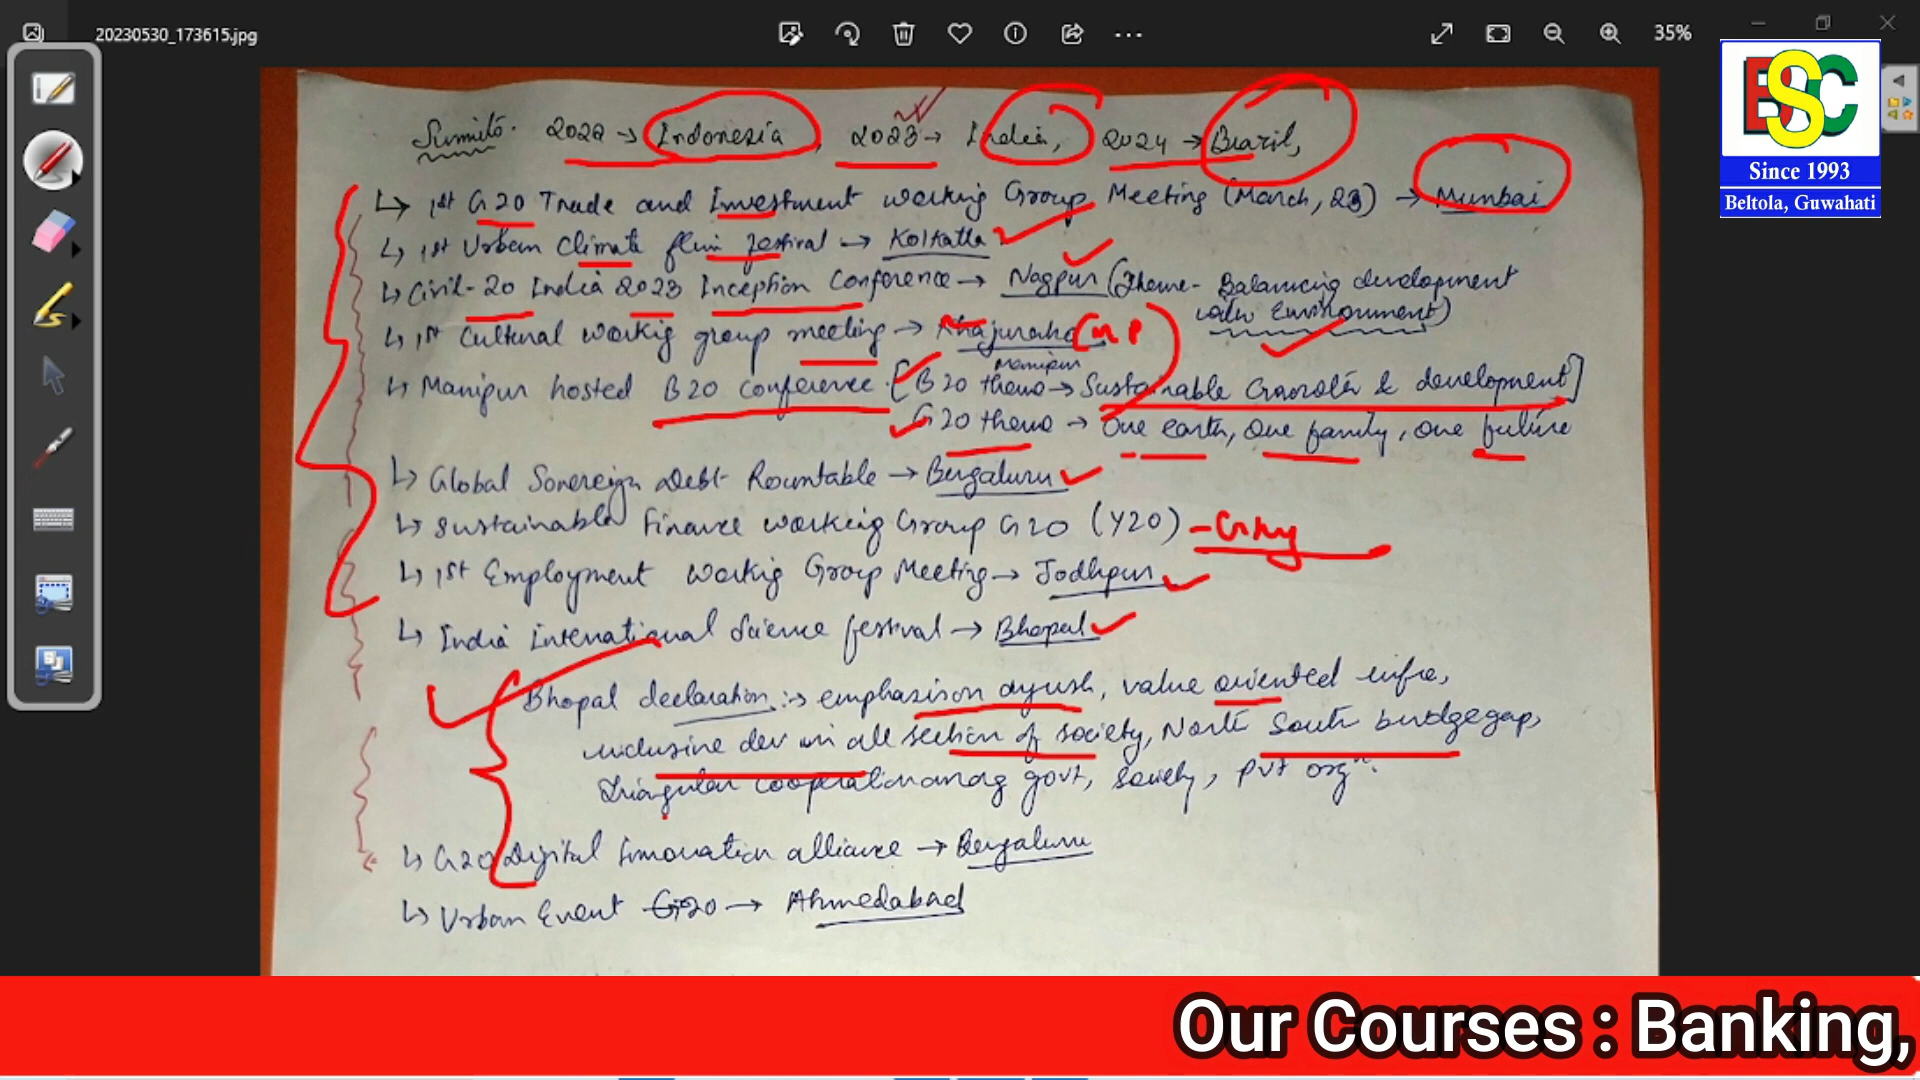 20230530_173615.jpg
35%
BSC
Since 1993
Beltola, Guwahati
Summits. 2022 → Indonesia, 2023 → India, 2024 → Brazil,
↳ 1st G20 Trade and Investment working Group Meeting (March, 23) → Mumbai
↳ 1st Urban Climate film festival → Kolkatta
↳ Civil-20 India 2023 Inception Conference → Nagpur (Theme - Balancing development
with Environment)
↳ 1st Cultural working group meeting → Khajuraho (MP)
Manipur
↳ Manipur hosted B20 conference. [B20 theme → Sustainable Growth & development]
G20 theme → One earth, One family, One future
↳ Global Sovereign Debt Rountable → Bengaluru
↳ Sustainable Finance working Group G20 (Y20) - GHY
↳ 1st Employment Working Group Meeting → Jodhpur
↳ India International Science festival → Bhopal
Bhopal declaration :→ emphasis on ayush, value oriented infra,
inclusive dev in all section of society, North South bridge gap,
Triangular cooperation among govt, society, pvt orgn.
↳ G20 Digital Innovation alliance → Bengaluru
↳ Urban Event G20 → Ahmedabad
Our Courses : Banking,